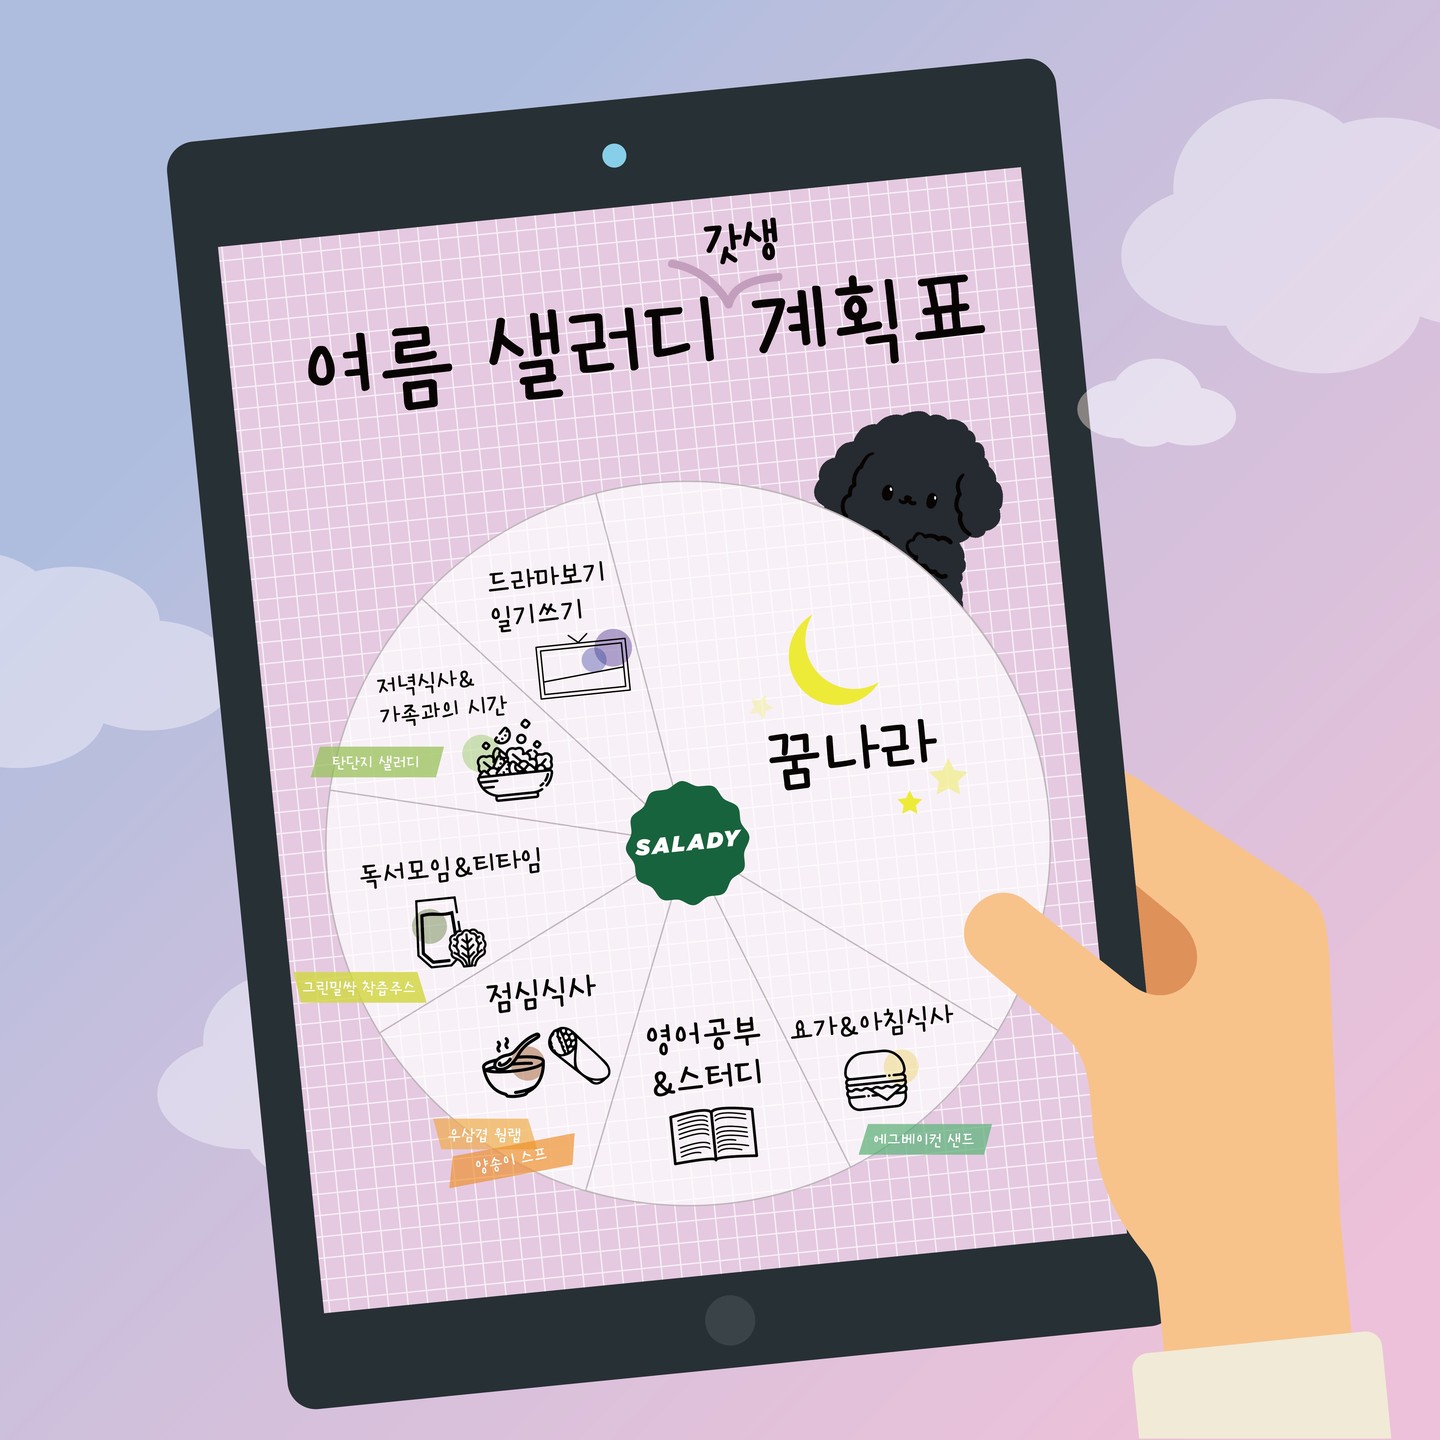 갓생
여름 샐러디 계획표
드라마보기
일기쓰기
저녁식사&
가족과의 시간
탄단지 샐러디
꿈나라
SALADY
독서모임&티타임
그린밀싹 착즙주스
점심식사
우삼겹 웜랩
양송이 스프
영어공부
&스터디
요가&아침식사
에그베이컨 샌드